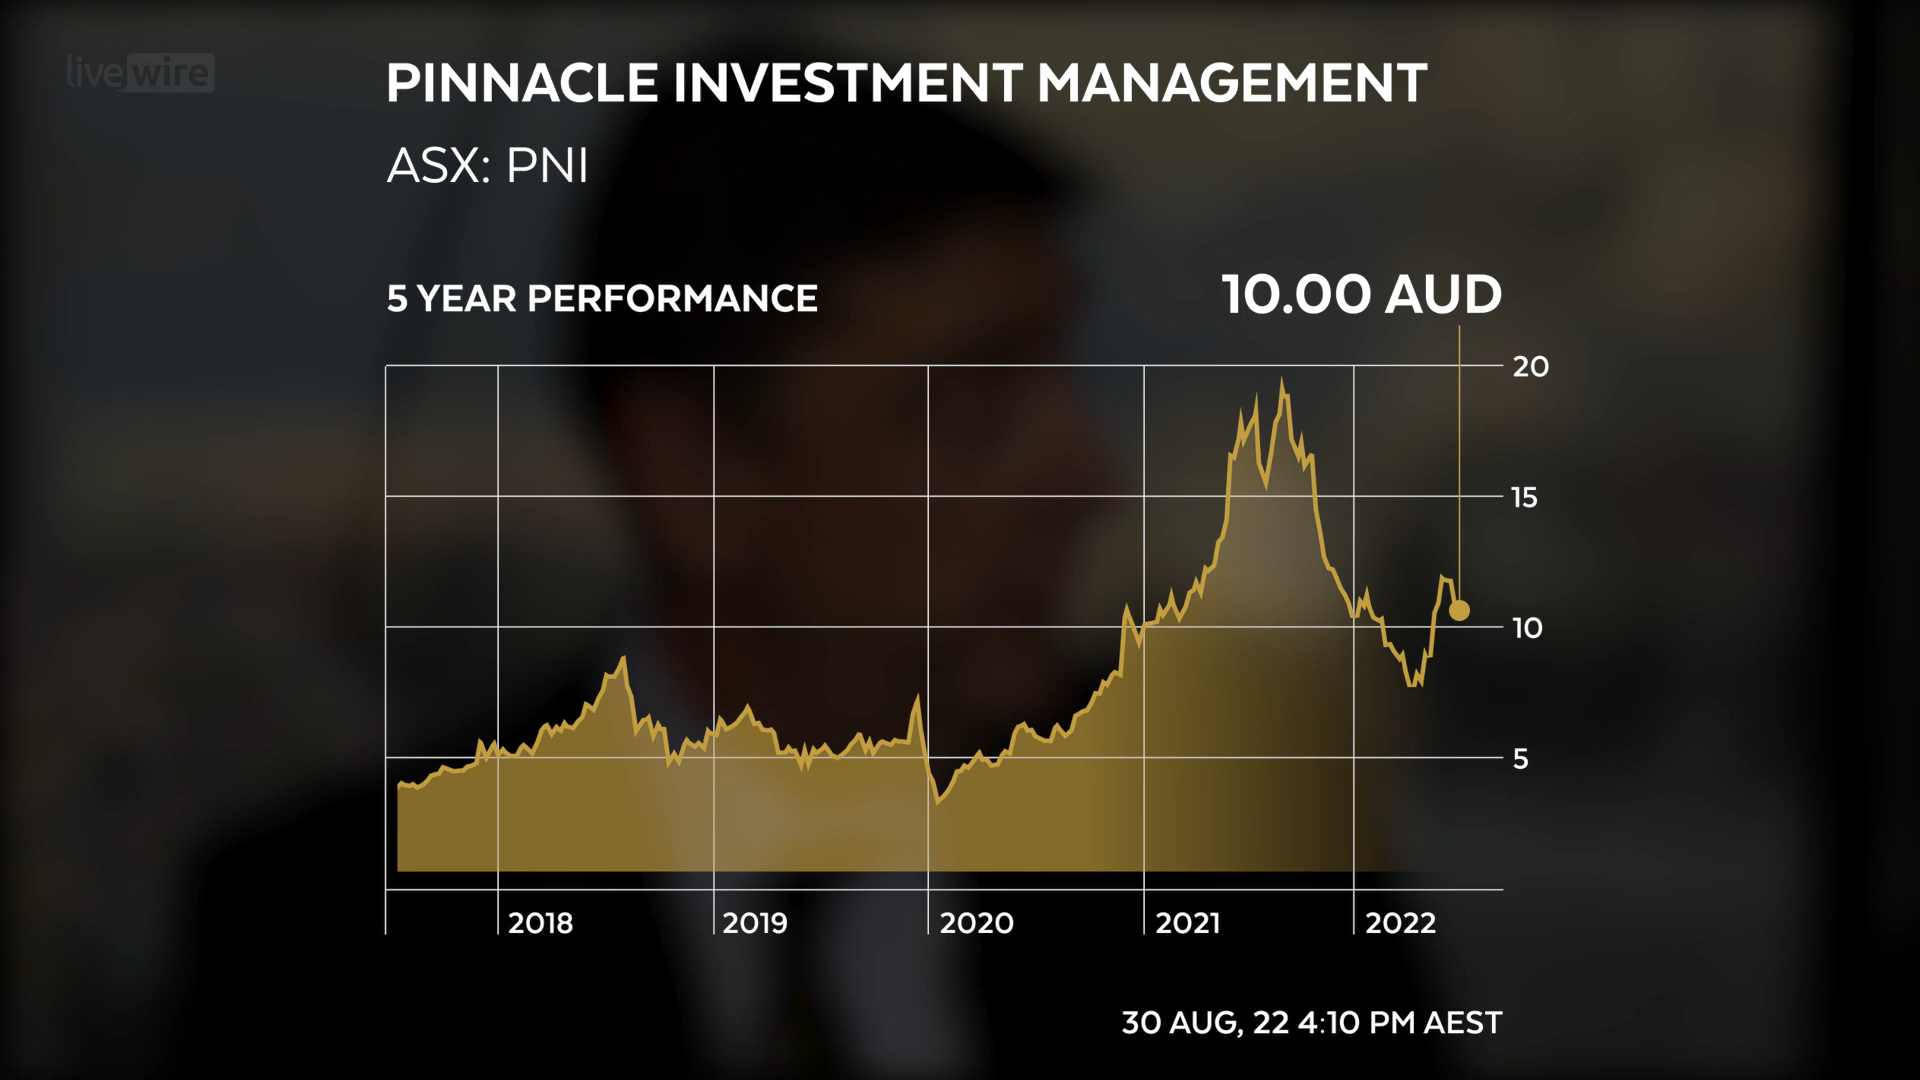 livewire
PINNACLE INVESTMENT MANAGEMENT
ASX: PNI
5 YEAR PERFORMANCE
10.00 AUD
20
15
10
5
2018 2019 2020 2021 2022
30 AUG, 22 4:10 PM AEST